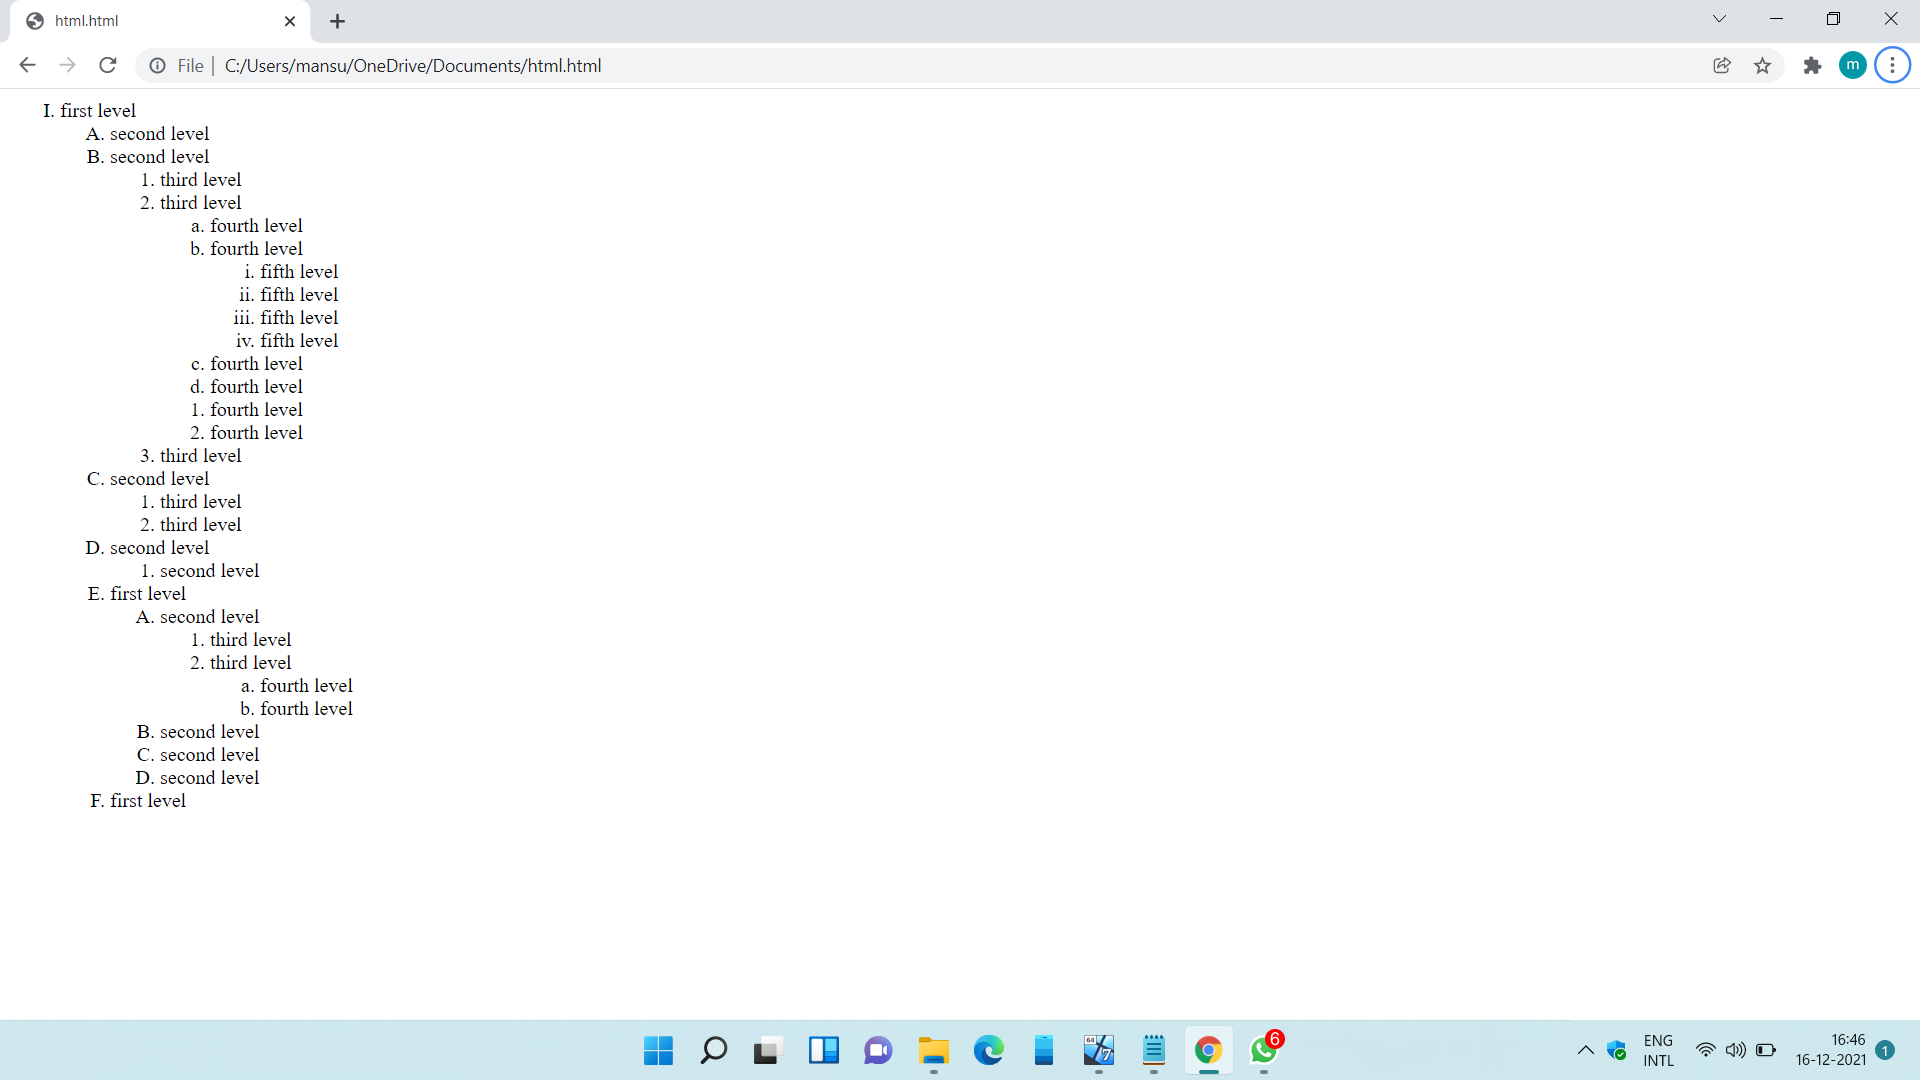 html.html
File | C:/Users/mansu/OneDrive/Documents/html.html
m
I. first level
A. second level
B. second level
1. third level
2. third level
a. fourth level
b. fourth level
i. fifth level
ii. fifth level
iii. fifth level
iv. fifth level
c. fourth level
d. fourth level
1. fourth level
2. fourth level
3. third level
C. second level
1. third level
2. third level
D. second level
1. second level
E. first level
A. second level
1. third level
2. third level
a. fourth level
b. fourth level
B. second level
C. second level
D. second level
F. first level
64
7
6
ENG
INTL
16:46
16-12-2021
1